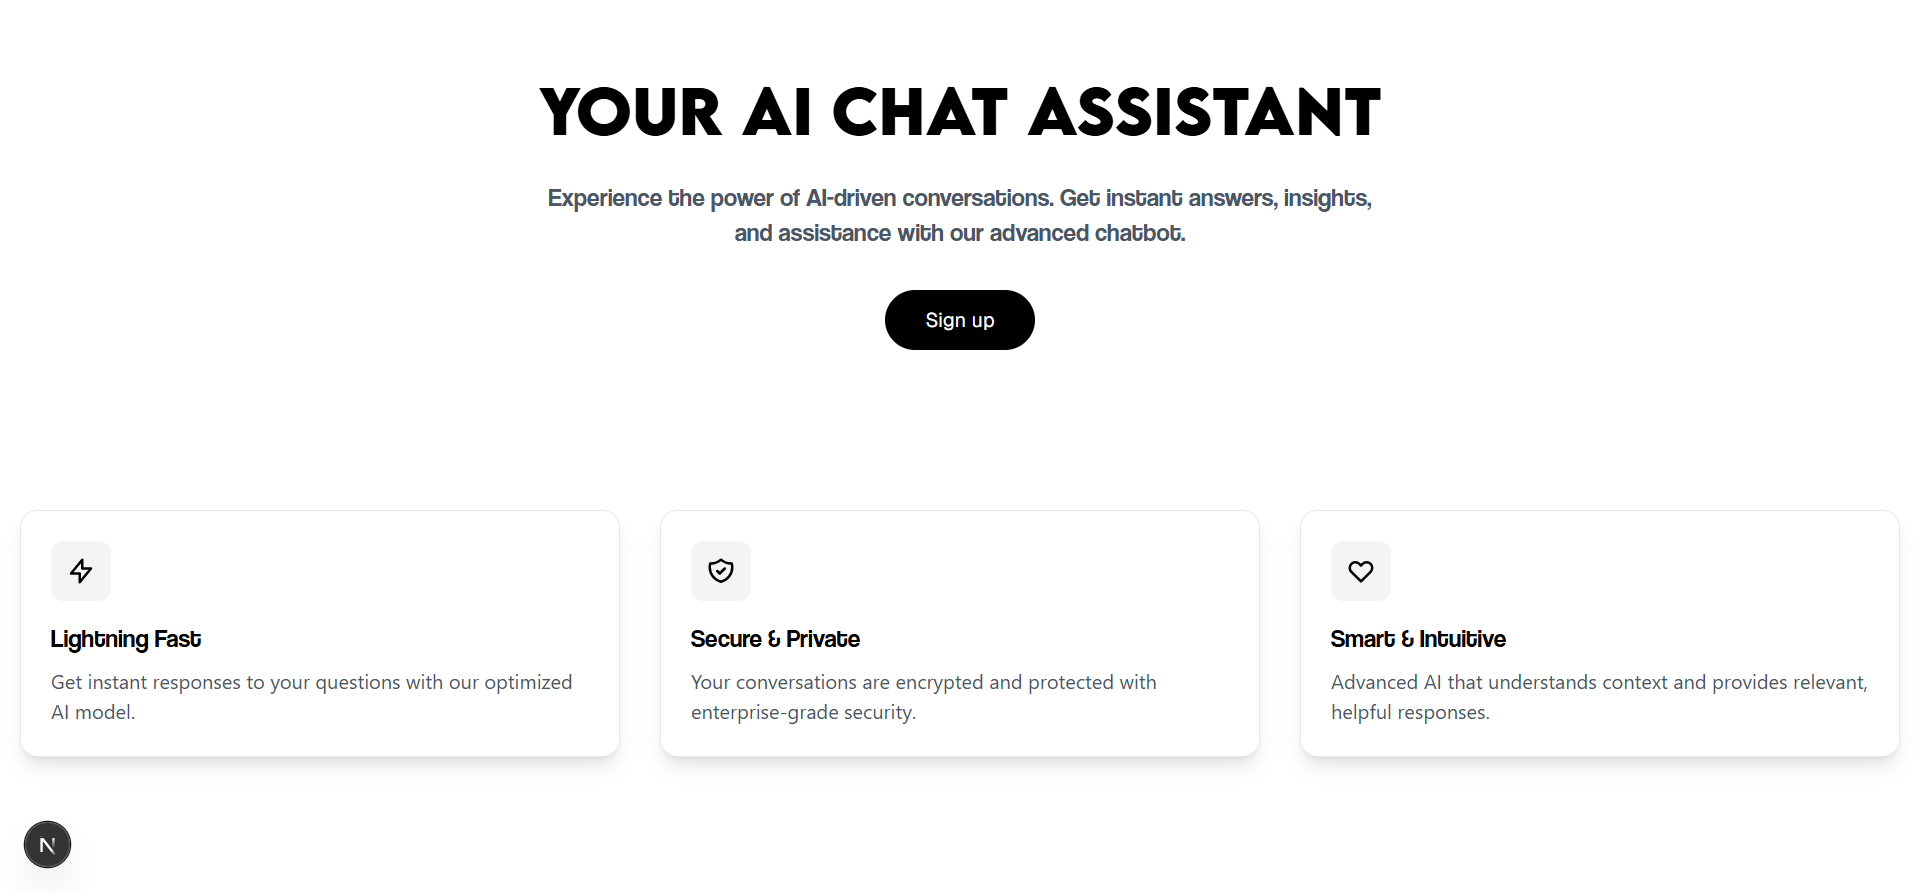 YOUR AI CHAT ASSISTANT
Experience the power of AI-driven conversations. Get instant answers, insights,
and assistance with our advanced chatbot.
Sign up
Lightning Fast
Get instant responses to your questions with our optimized
AI model.
Secure & Private
Your conversations are encrypted and protected with
enterprise-grade security.
Smart & Intuitive
Advanced AI that understands context and provides relevant,
helpful responses.
N